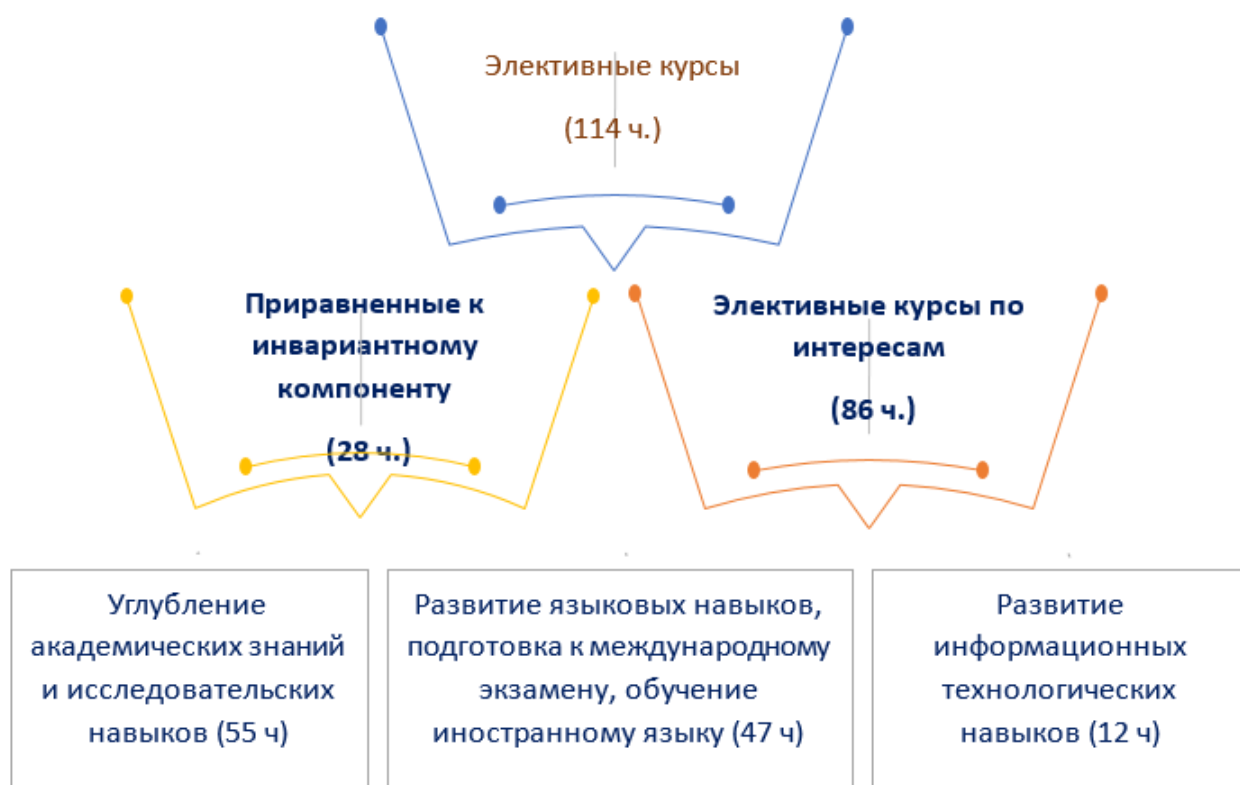 Элективные курсы
(114 ч.)
Приравненные к
инвариантному
компоненту
(28 ч.)
Элективные курсы по
интересам
(86 ч.)
Углубление
академических знаний
и исследовательских
навыков (55 ч)
Развитие языковых навыков,
подготовка к международному
экзамену, обучение
иностранному языку (47 ч)
Развитие
информационных
технологических
навыков (12 ч)